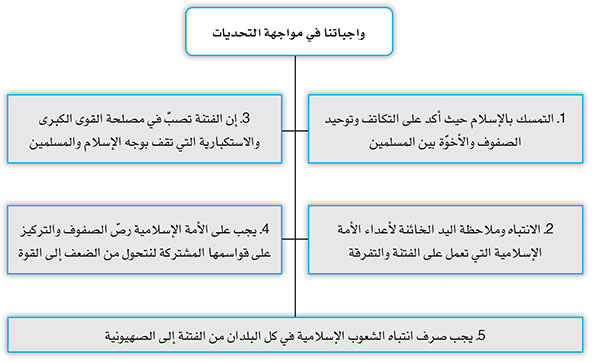 واجباتنا في مواجهة التحديات
1. التمسك بالإسلام حيث أكد على التكاتف وتوحيد
الصفوف والأخوّة بين المسلمين
2. الانتباه وملاحظة اليد الخائنة لأعداء الأمة
الإسلامية التي تعمل على الفتنة والتفرقة
3. إن الفتنة تصبّ في مصلحة القوى الكبرى
والاستكبارية التي تقف بوجه الإسلام والمسلمين
4. يجب على الأمة الإسلامية رصّ الصفوف والتركيز
على قواسمها المشتركة لنتحول من الضعف إلى القوة
5. يجب صرف انتباه الشعوب الإسلامية في كل البلدان من الفتنة إلى الصهيونية